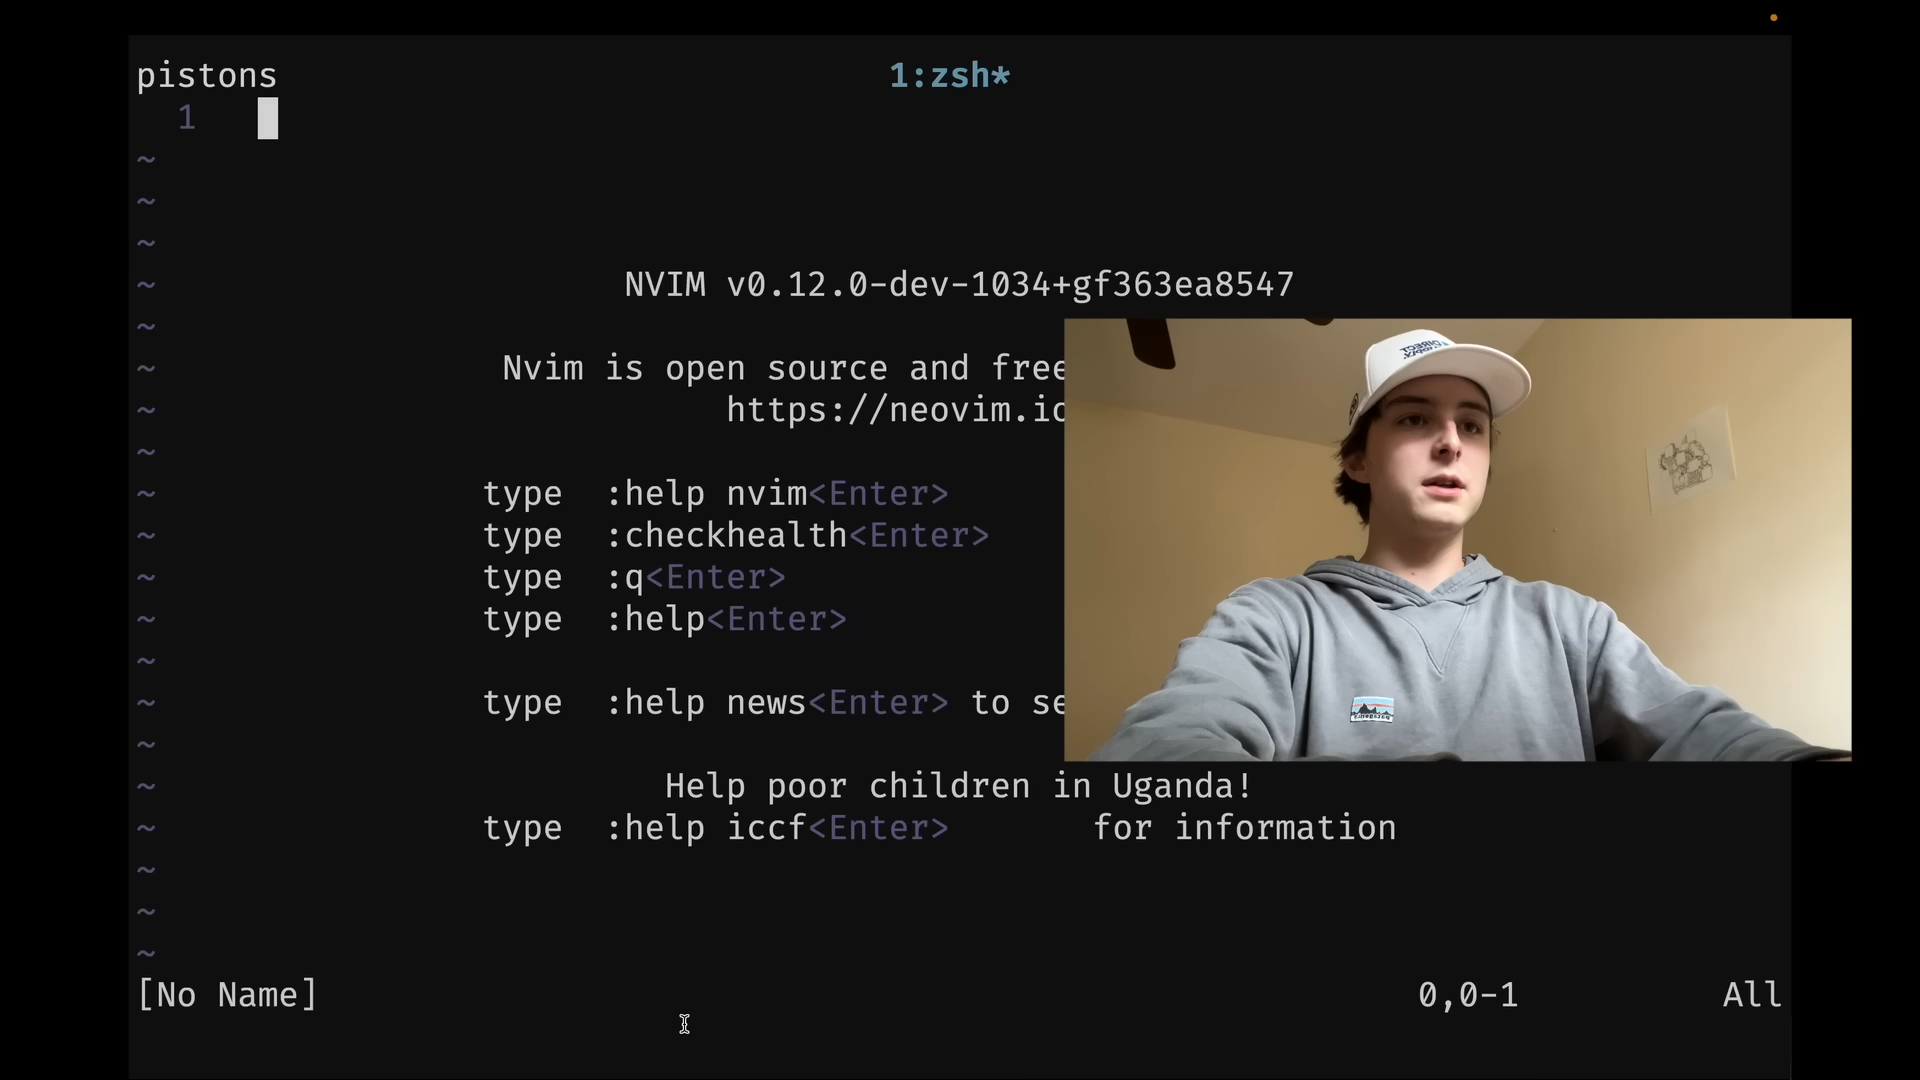 pistons 1:zsh*
1
~
~
~
~ NVIM v0.12.0-dev-1034+gf363ea8547
~
~ Nvim is open source and free
~ https://neovim.io
~
~ type :help nvim<Enter>
~ type :checkhealth<Enter>
~ type :q<Enter>
~ type :help<Enter>
~
~ type :help news<Enter> to se
~
~ Help poor children in Uganda!
~ type :help iccf<Enter> for information
~
~
~
[No Name] 0,0-1 All